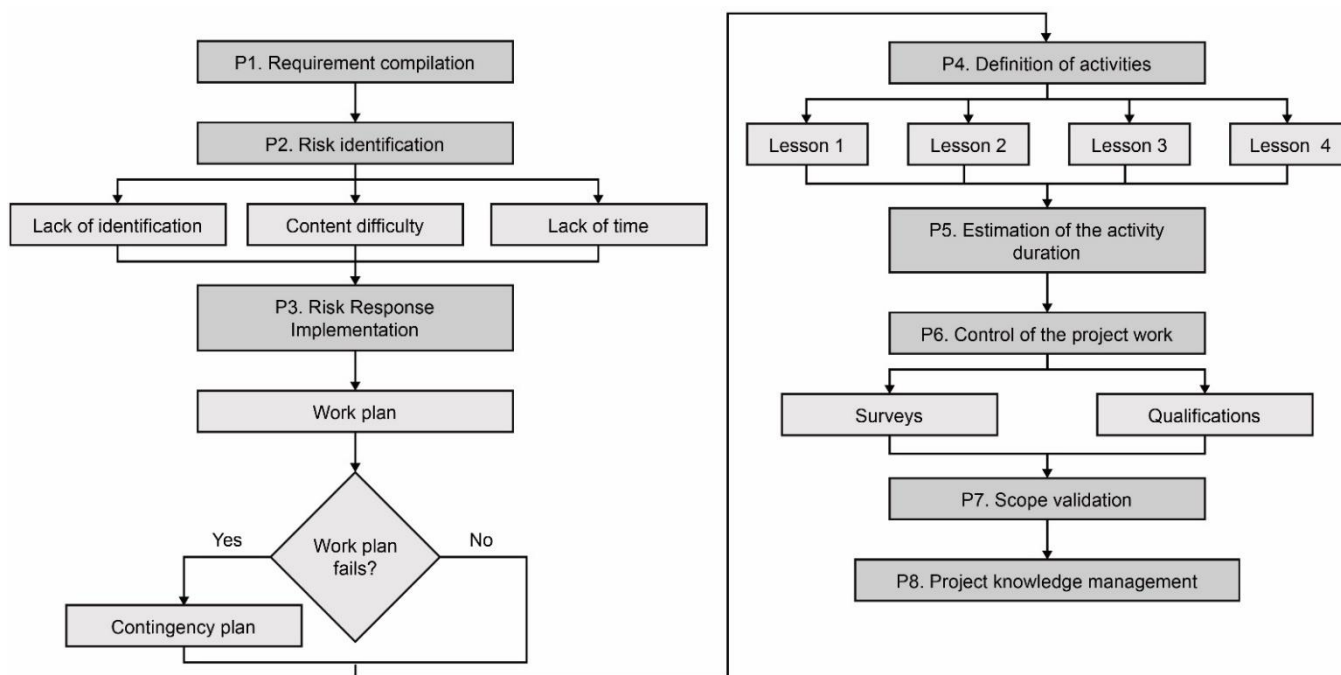 P1. Requirement compilation
P2. Risk identification
Lack of identification
Content difficulty
Lack of time
P3. Risk Response
Implementation
Work plan
Work plan
fails?
Yes
No
Contingency plan
P4. Definition of activities
Lesson 1
Lesson 2
Lesson 3
Lesson 4
P5. Estimation of the activity
duration
P6. Control of the project work
Surveys
Qualifications
P7. Scope validation
P8. Project knowledge management